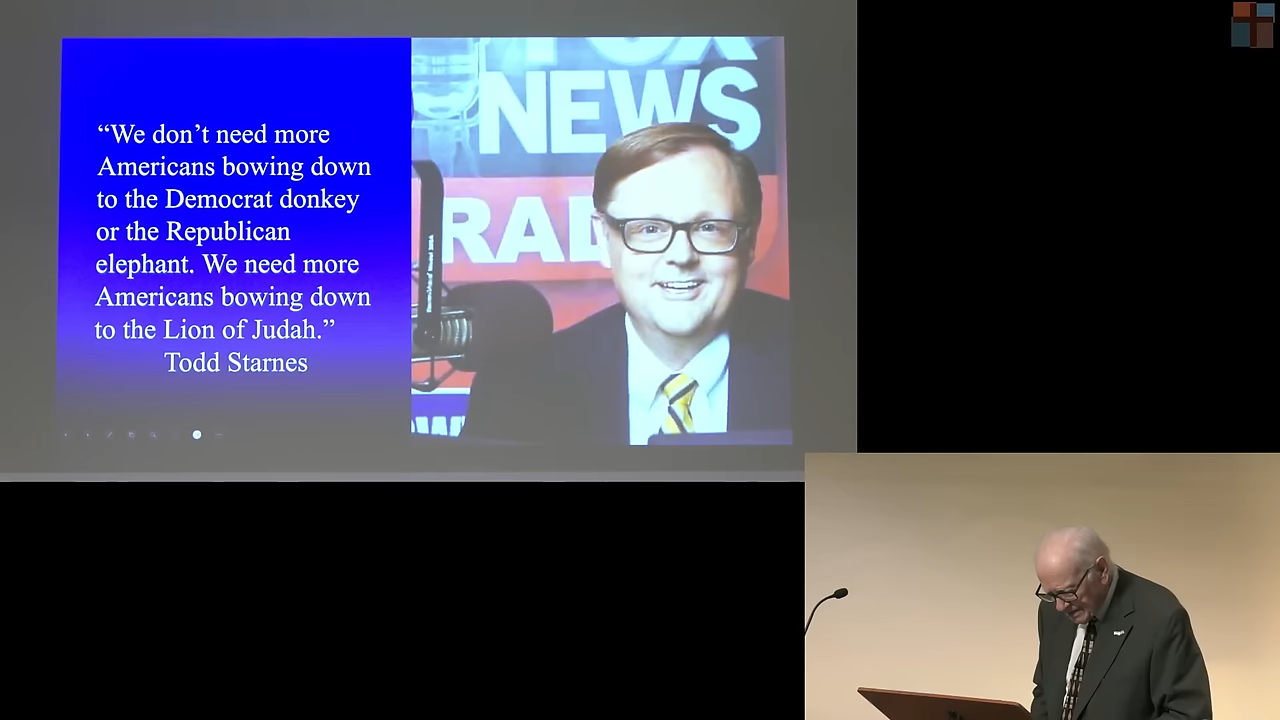 “We don’t need more
Americans bowing down
to the Democrat donkey
or the Republican
elephant. We need more
Americans bowing down
to the Lion of Judah.”
Todd Starnes
FOX
NEWS
RAD